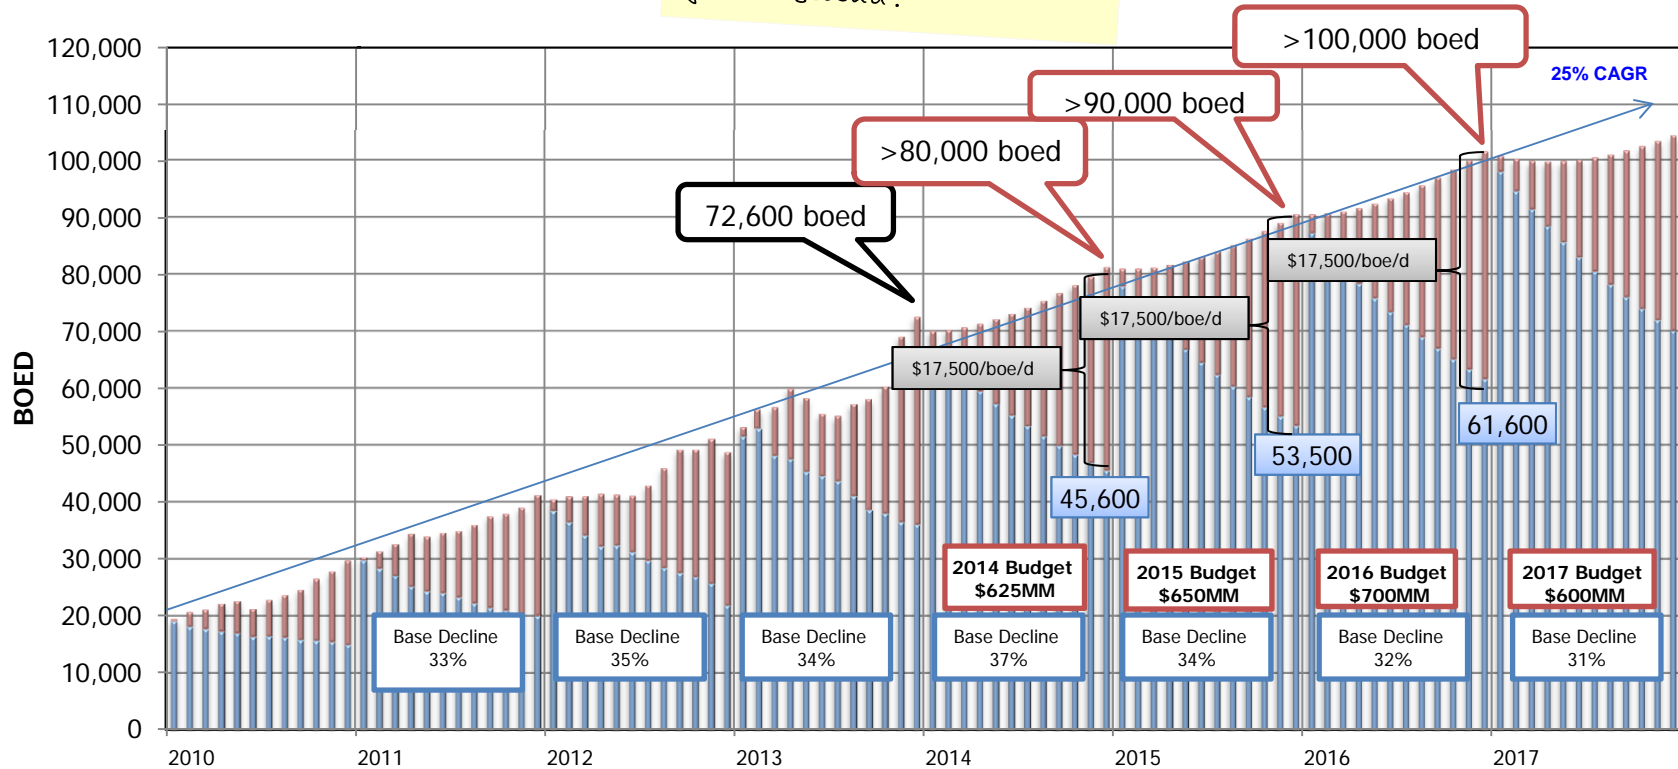 >100,000 boed
25% CAGR
>90,000 boed
>80,000 boed
72,600 boed
120,000
110,000
100,000
90,000
80,000
70,000
60,000
50,000
40,000
30,000
20,000
10,000
0
BOED
$17,500/boe/d
$17,500/boe/d
$17,500/boe/d
61,600
53,500
45,600
2014 Budget
$625MM
2015 Budget
$650MM
2016 Budget
$700MM
2017 Budget
$600MM
Base Decline
33%
Base Decline
35%
Base Decline
34%
Base Decline
37%
Base Decline
34%
Base Decline
32%
Base Decline
31%
2010
2011
2012
2013
2014
2015
2016
2017